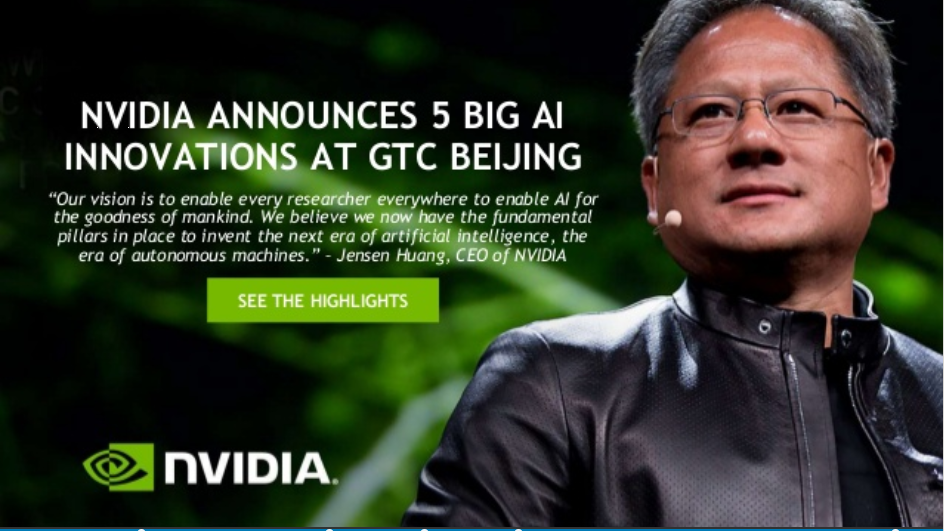 NVIDIA ANNOUNCES 5 BIG AI
INNOVATIONS AT GTC BEIJING
“Our vision is to enable every researcher everywhere to enable AI for
the goodness of mankind. We believe we now have the fundamental
pillars in place to invent the next era of artificial intelligence, the
era of autonomous machines.” – Jensen Huang, CEO of NVIDIA
SEE THE HIGHLIGHTS
NVIDIA.